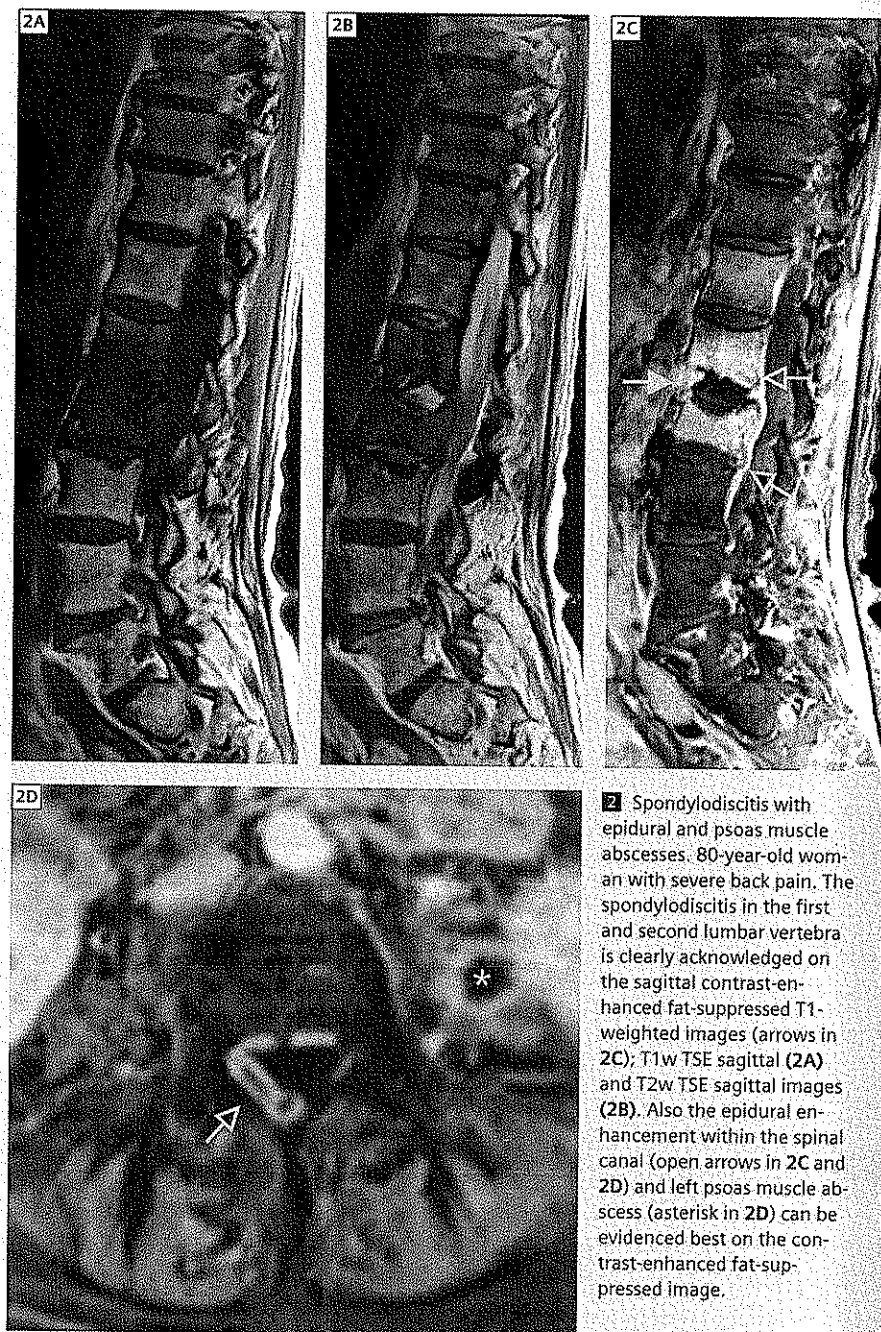 2A
2B
2C
2D
*
2 Spondylodiscitis with
epidural and psoas muscle
abscesses. 80-year-old wom-
an with severe back pain. The
spondylodiscitis in the first
and second lumbar vertebra
is clearly acknowledged on
the sagittal contrast-en-
hanced fat-suppressed T1-
weighted images (arrows in
2C); T1w TSE sagittal (2A)
and T2w TSE sagittal images
(2B). Also the epidural en-
hancement within the spinal
canal (open arrows in 2C and
2D) and left psoas muscle ab-
scess (asterisk in 2D) can be
evidenced best on the con-
trast-enhanced fat-sup-
pressed image.